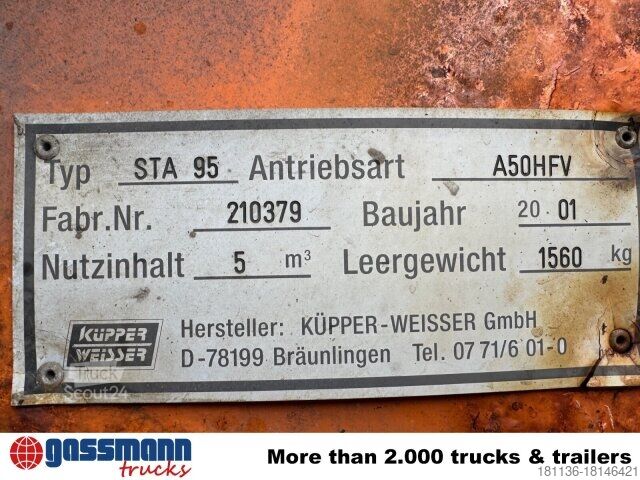 Typ STA 95 Antriebsart A50HFV
Fabr.Nr. 210379 Baujahr 20 01
Nutzinhalt 5 m³ Leergewicht 1560 kg
KÜPPER
WEISSER
Hersteller: KÜPPER-WEISSER GmbH
D-78199 Bräunlingen Tel. 07 71/6 01-0
Truck
Scout24
gassmann
trucks
More than 2.000 trucks & trailers
181136-18146421